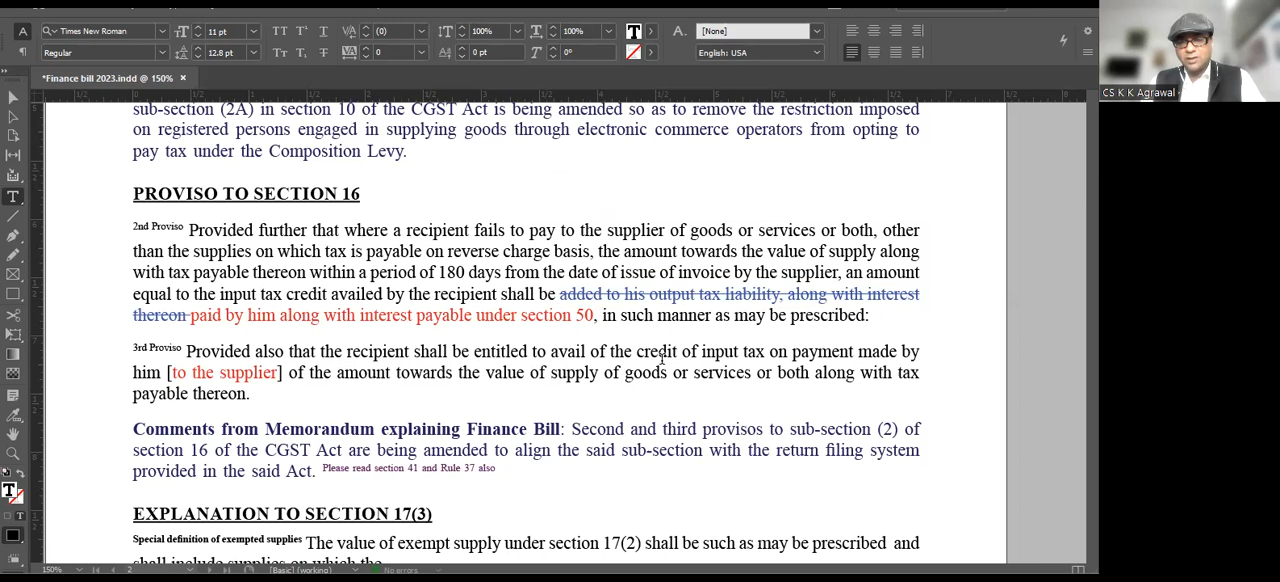 Times New Roman 11 pt (0) 100% 100% [None]
Regular 12.8 pt 0 0 pt 0° English: USA
*Finance bill 2023.indd @ 150%
CS K K Agrawal
sub-section (2A) in section 10 of the CGST Act is being amended so as to remove the restriction imposed
on registered persons engaged in supplying goods through electronic commerce operators from opting to
pay tax under the Composition Levy.
PROVISO TO SECTION 16
2nd Proviso Provided further that where a recipient fails to pay to the supplier of goods or services or both, other
than the supplies on which tax is payable on reverse charge basis, the amount towards the value of supply along
with tax payable thereon within a period of 180 days from the date of issue of invoice by the supplier, an amount
equal to the input tax credit availed by the recipient shall be added to his output tax liability, along with interest
thereon paid by him along with interest payable under section 50, in such manner as may be prescribed:
3rd Proviso Provided also that the recipient shall be entitled to avail of the credit of input tax on payment made by
him [to the supplier] of the amount towards the value of supply of goods or services or both along with tax
payable thereon.
Comments from Memorandum explaining Finance Bill: Second and third provisos to sub-section (2) of
section 16 of the CGST Act are being amended to align the said sub-section with the return filing system
provided in the said Act. Please read section 41 and Rule 37 also
EXPLANATION TO SECTION 17(3)
Special definition of exempted supplies The value of exempt supply under section 17(2) shall be such as may be prescribed and
shall include supplies on which the
150% 2 [Basic] (working) No errors